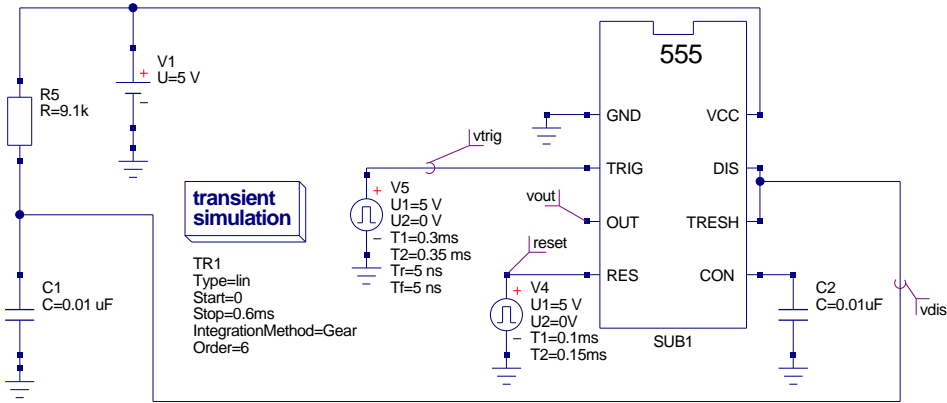 V1
U=5 V
R5
R=9.1k
555
GND
VCC
vtrig
TRIG
DIS
V5
U1=5 V
U2=0 V
T1=0.3ms
T2=0.35 ms
Tr=5 ns
Tf=5 ns
transient
simulation
vout
OUT
TRESH
reset
RES
CON
TR1
Type=lin
Start=0
Stop=0.6ms
IntegrationMethod=Gear
Order=6
V4
U1=5 V
U2=0V
T1=0.1ms
T2=0.15ms
C1
C=0.01 uF
C2
C=0.01uF
vdis
SUB1